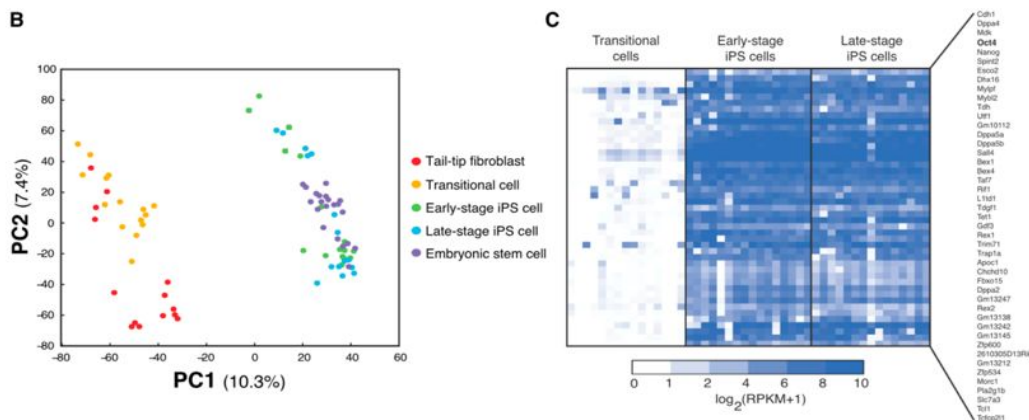 B
100
80
60
40
20
0
-20
-40
-60
-80
PC2 (7.4%)
-80 -60 -40 -20 0 20 40 60
PC1 (10.3%)
Tail-tip fibroblast
Transitional cell
Early-stage iPS cell
Late-stage iPS cell
Embryonic stem cell
C
Transitional cells
Early-stage iPS cells
Late-stage iPS cells
0 1 2 4 6 8 10
log2(RPKM+1)
Cdh1
Dppa4
Mdk
Oct4
Nanog
Spint2
Esco2
Dhx16
Mylpf
Mybl2
Tdh
Utf1
Gm10112
Dppa5a
Dppa5b
Sall4
Bex1
Bex4
Taf7
Rif1
L1td1
Tdgf1
Tet1
Gdf3
Rex1
Trim71
Trap1a
Apoc1
Chchd10
Fbxo15
Dppa2
Gm13247
Rex2
Gm13138
Gm13242
Gm13145
Zfp600
Gm13212
Zfp534
Morc1
Pla2g1b
Slc7a3
Tcl1